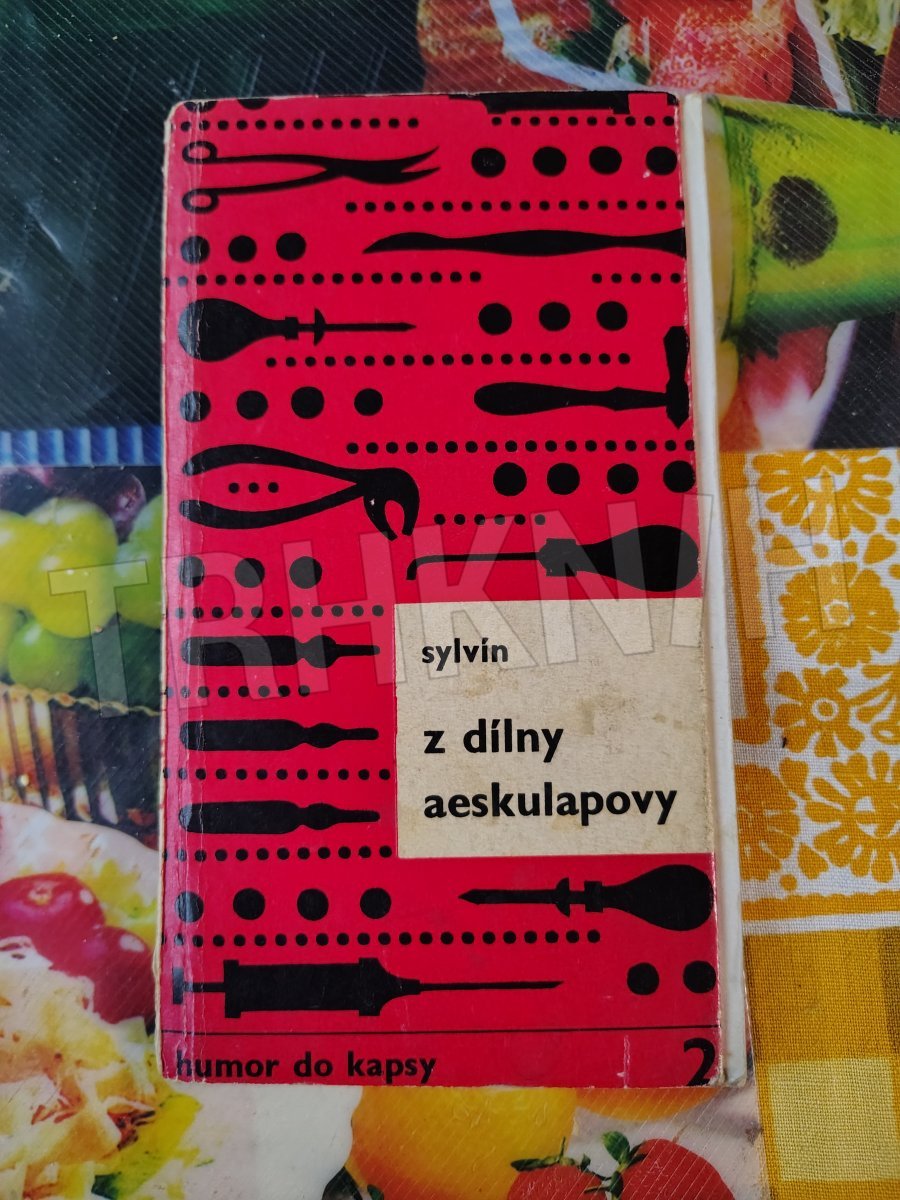 sylvín
z dílny
aeskulapovy
humor do kapsy
2
TRHKNIH